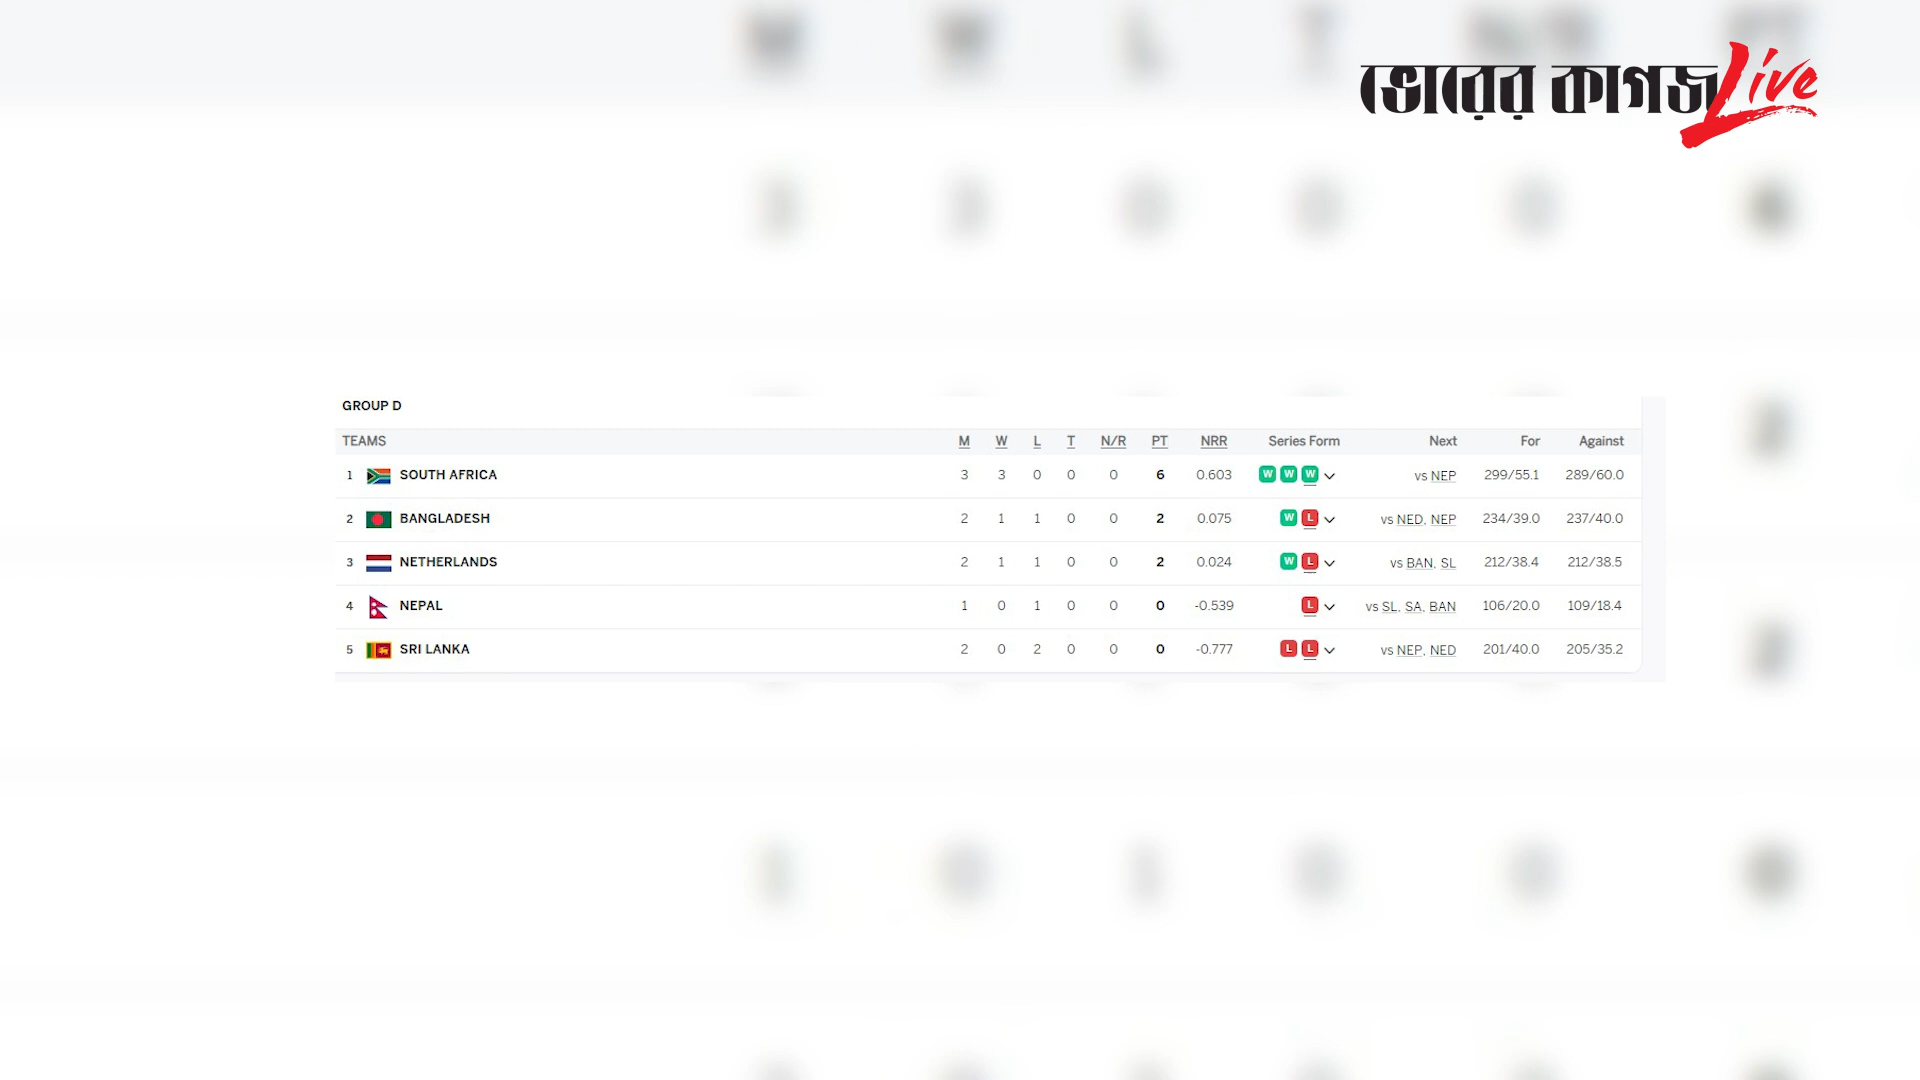 ভোরের কাগজ Live
GROUP D
TEAMS M W L T N/R PT NRR Series Form Next For Against
1 SOUTH AFRICA 3 3 0 0 0 6 0.603 W W W vs NEP 299/55.1 289/60.0
2 BANGLADESH 2 1 1 0 0 2 0.075 W L vs NED, NEP 234/39.0 237/40.0
3 NETHERLANDS 2 1 1 0 0 2 0.024 W L vs BAN, SL 212/38.4 212/38.5
4 NEPAL 1 0 1 0 0 0 -0.539 L vs SL, SA, BAN 106/20.0 109/18.4
5 SRI LANKA 2 0 2 0 0 0 -0.777 L L vs NEP, NED 201/40.0 205/35.2